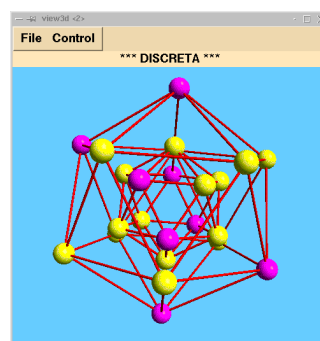 view3d <2>
File Control
*** DISCRETA ***